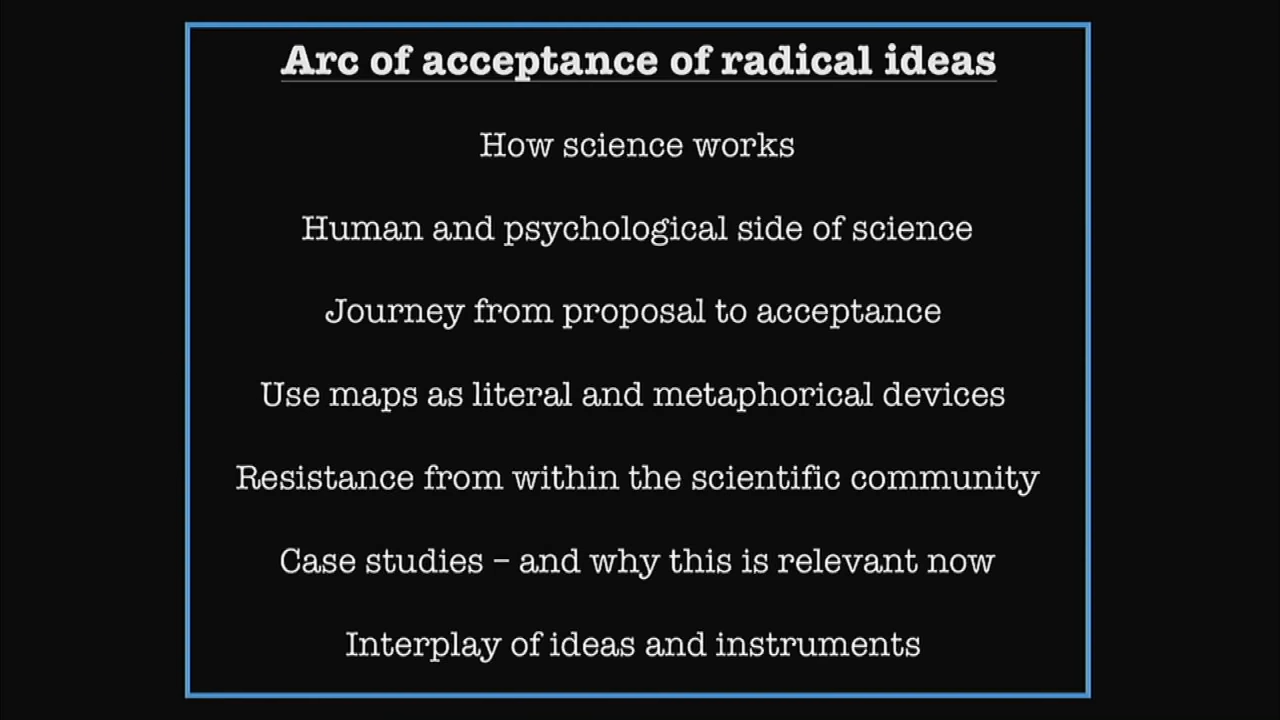 Arc of acceptance of radical ideas
How science works
Human and psychological side of science
Journey from proposal to acceptance
Use maps as literal and metaphorical devices
Resistance from within the scientific community
Case studies – and why this is relevant now
Interplay of ideas and instruments